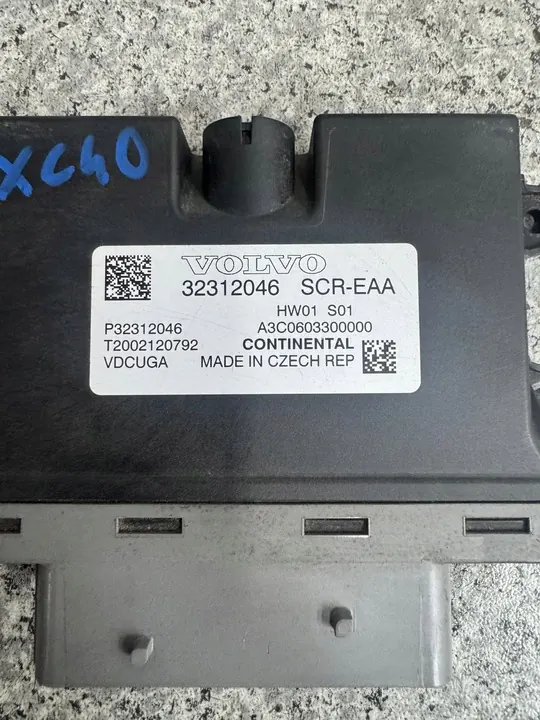 XC40
VOLVO
32312046 SCR-EAA
HW01 S01
P32312046 A3C0603300000
T2002120792 CONTINENTAL
VDCUGA MADE IN CZECH REP